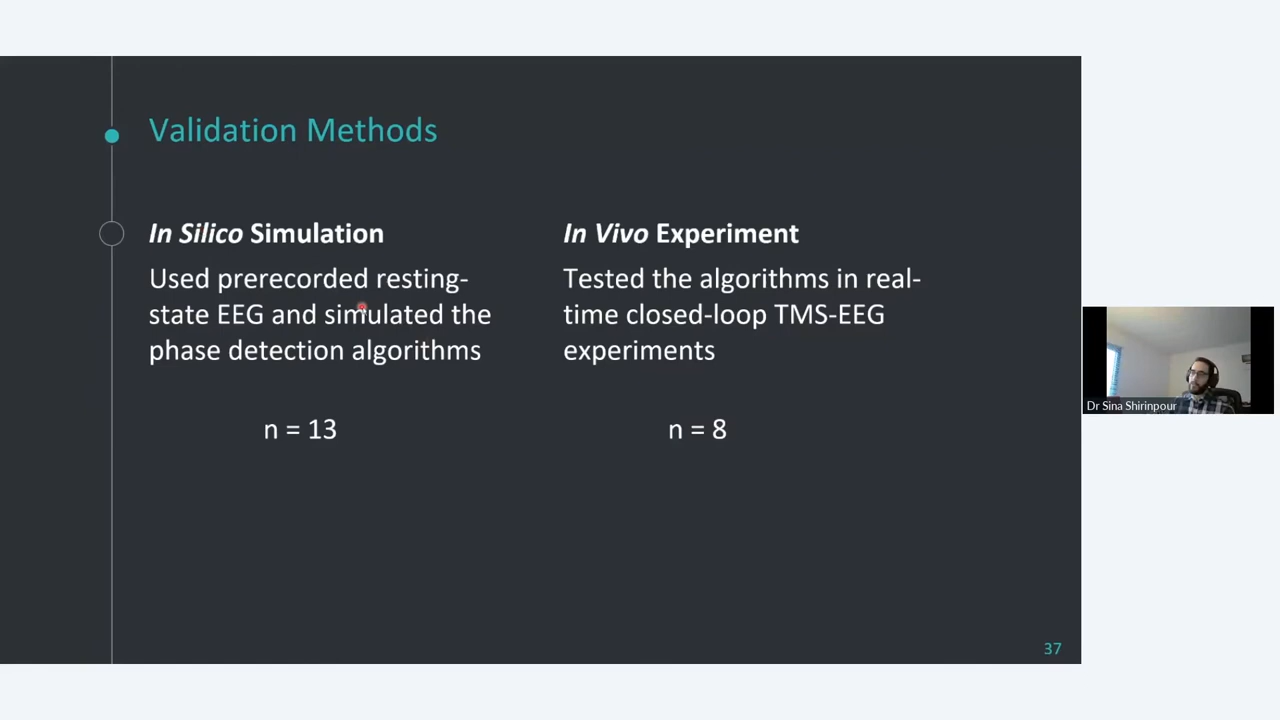 Validation Methods
In Silico Simulation
Used prerecorded resting-
state EEG and simulated the
phase detection algorithms
n = 13
In Vivo Experiment
Tested the algorithms in real-
time closed-loop TMS-EEG
experiments
n = 8
Dr Sina Shirinpour
37